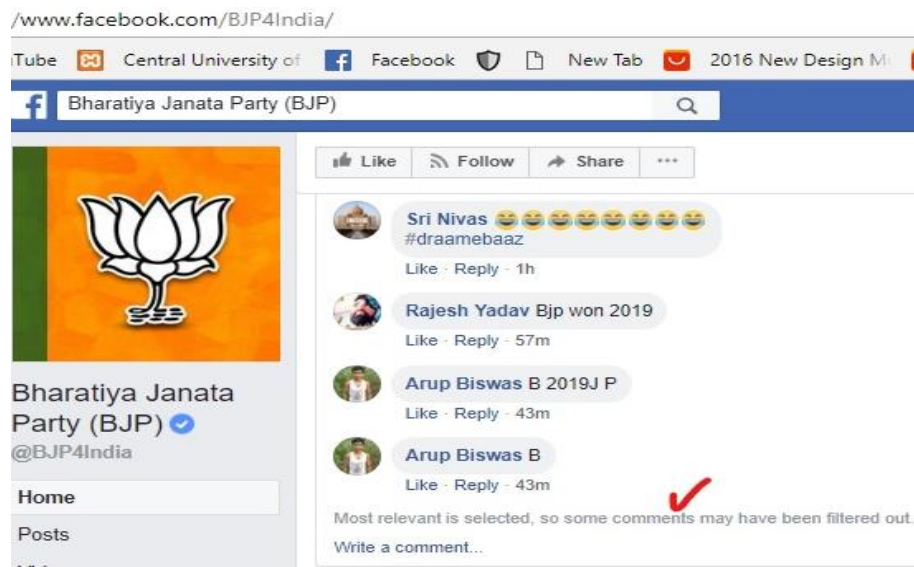 /www.facebook.com/BJP4India/
Tube Central University of Facebook New Tab 2016 New Design M
f Bharatiya Janata Party (BJP)
Like Follow Share ...
Sri Nivas 😂😂😂😂😂😂😂😂
#draamebaaz
Like · Reply · 1h
Rajesh Yadav Bjp won 2019
Like · Reply · 57m
Arup Biswas B 2019J P
Like · Reply · 43m
Arup Biswas B
Like · Reply · 43m
Most relevant is selected, so some comments may have been filtered out.
Write a comment...
Bharatiya Janata
Party (BJP)
@BJP4India
Home
Posts